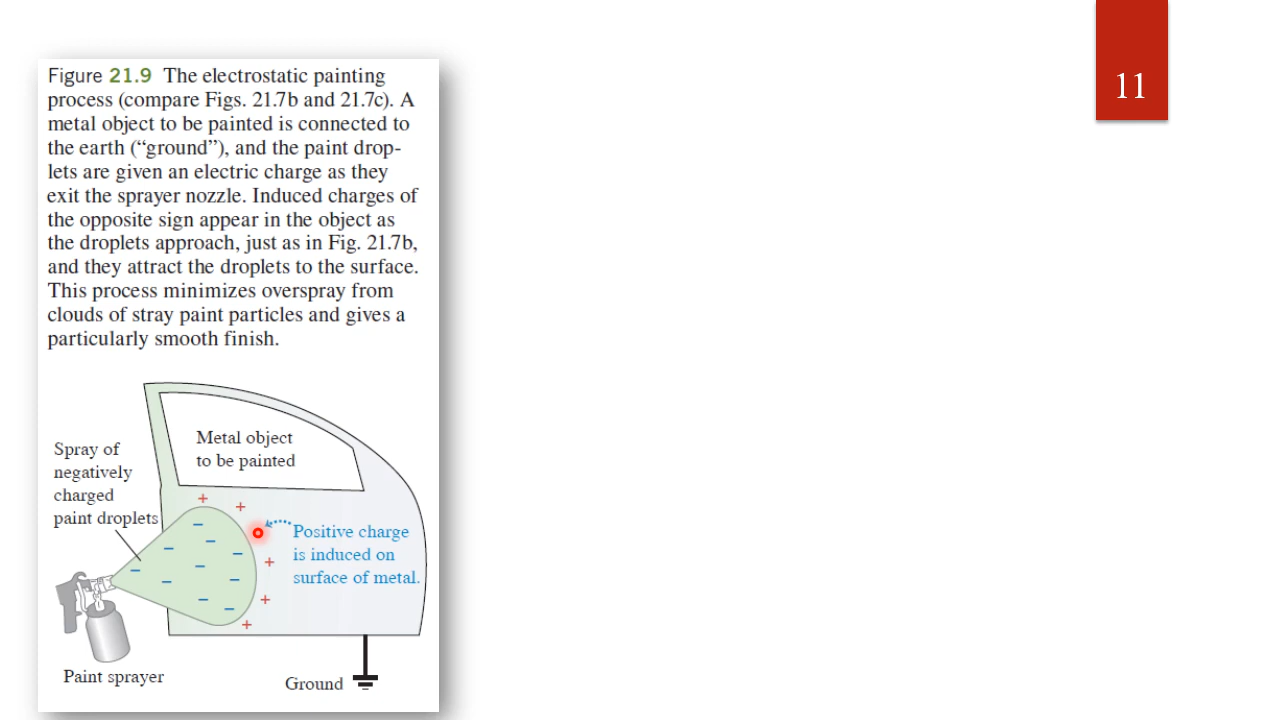 11
Figure 21.9 The electrostatic painting
process (compare Figs. 21.7b and 21.7c). A
metal object to be painted is connected to
the earth (“ground”), and the paint drop-
lets are given an electric charge as they
exit the sprayer nozzle. Induced charges of
the opposite sign appear in the object as
the droplets approach, just as in Fig. 21.7b,
and they attract the droplets to the surface.
This process minimizes overspray from
clouds of stray paint particles and gives a
particularly smooth finish.
Metal object
to be painted
Spray of
negatively
charged
paint droplets
Positive charge
is induced on
surface of metal.
Paint sprayer
Ground